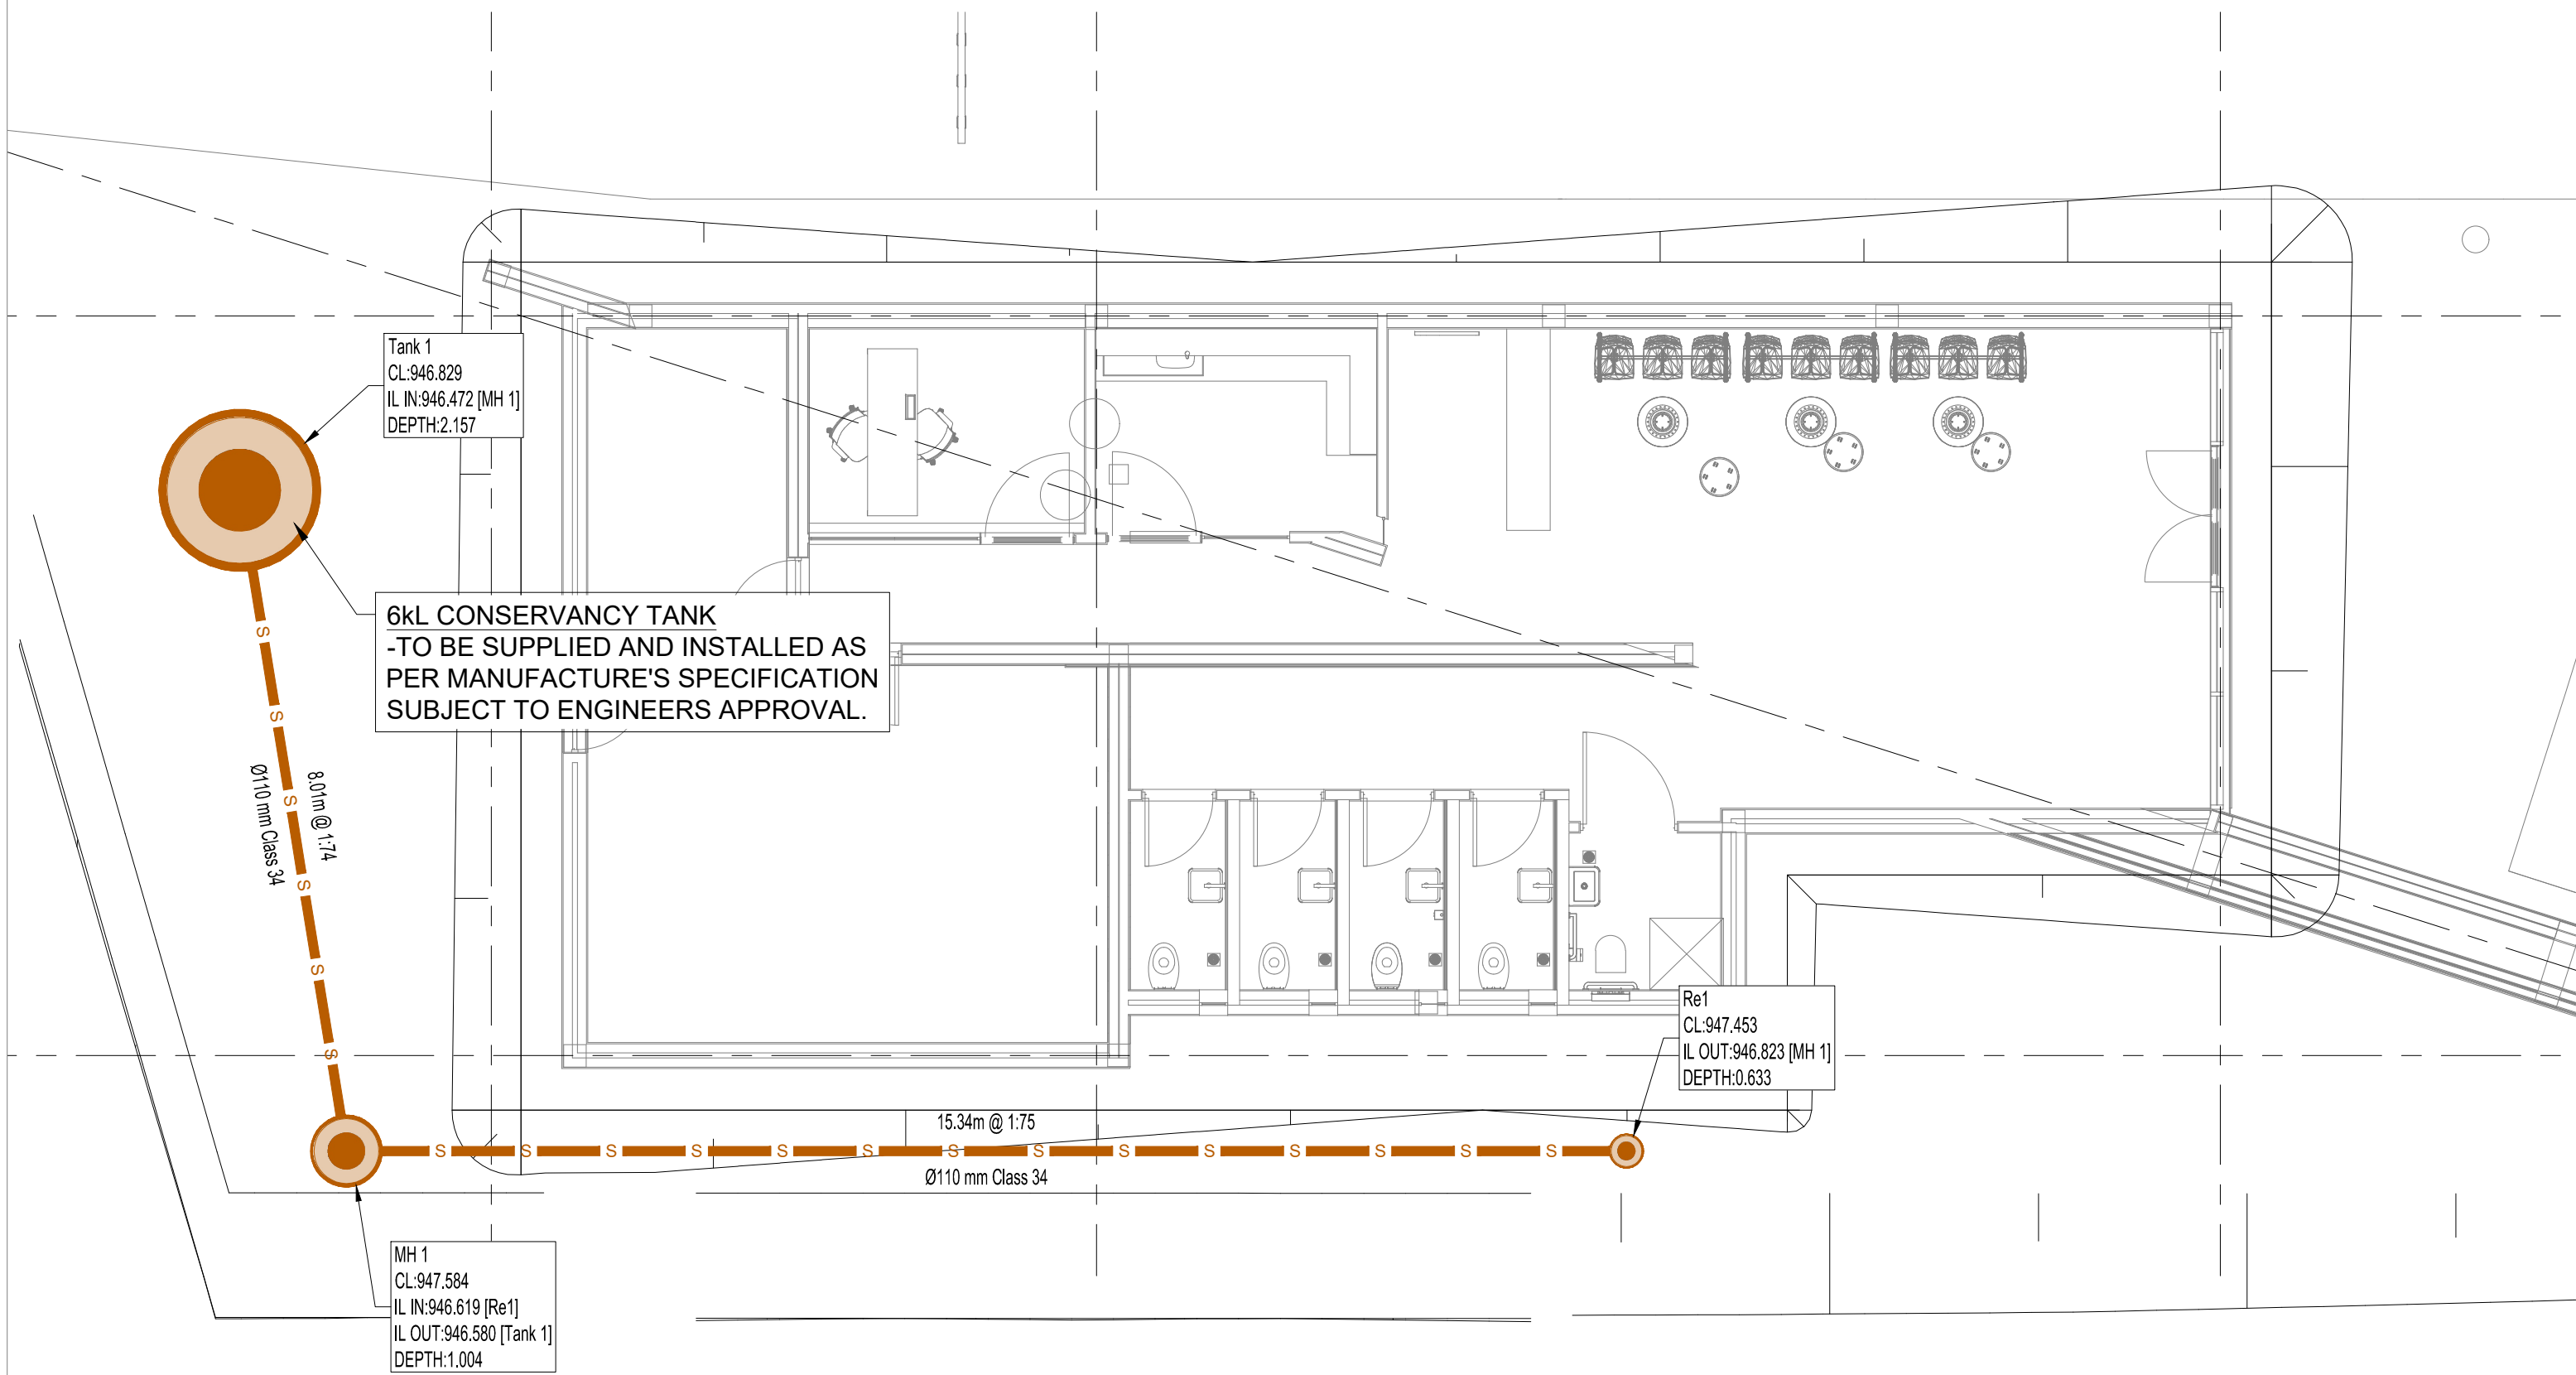 Tank 1
CL:946.829
IL IN:946.472 [MH 1]
DEPTH:2.157
6kL CONSERVANCY TANK
-TO BE SUPPLIED AND INSTALLED AS
PER MANUFACTURE'S SPECIFICATION
SUBJECT TO ENGINEERS APPROVAL.
S
S
S
S
S
S
8.01m @ 1:74
Ø110 mm Class 34
Re1
CL:947.453
IL OUT:946.823 [MH 1]
DEPTH:0.633
15.34m @ 1:75
S S S S S S S S S S S S S S
Ø110 mm Class 34
MH 1
CL:947.584
IL IN:946.619 [Re1]
IL OUT:946.580 [Tank 1]
DEPTH:1.004